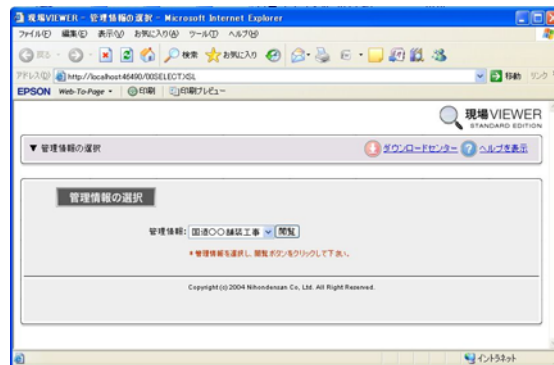 現場VIEWER - 管理情報の選択 - Microsoft Internet Explorer
ファイル(F) 編集(E) 表示(V) お気に入り(A) ツール(T) ヘルプ(H)
戻る 検索 お気に入り
アドレス(D) http://localhost:46490/00SELECT.XSL 移動 リンク
EPSON Web-To-Page 印刷 印刷プレビュー
現場VIEWER
STANDARD EDITION
▼ 管理情報の選択 ダウンロードセンター ヘルプを表示
管理情報の選択
管理情報: 国道○○舗装工事 閲覧
*管理情報を選択し、閲覧ボタンをクリックして下さい。
Copyright (c) 2004 Nihondensan Co, Ltd. All Right Reserved.
イントラネット